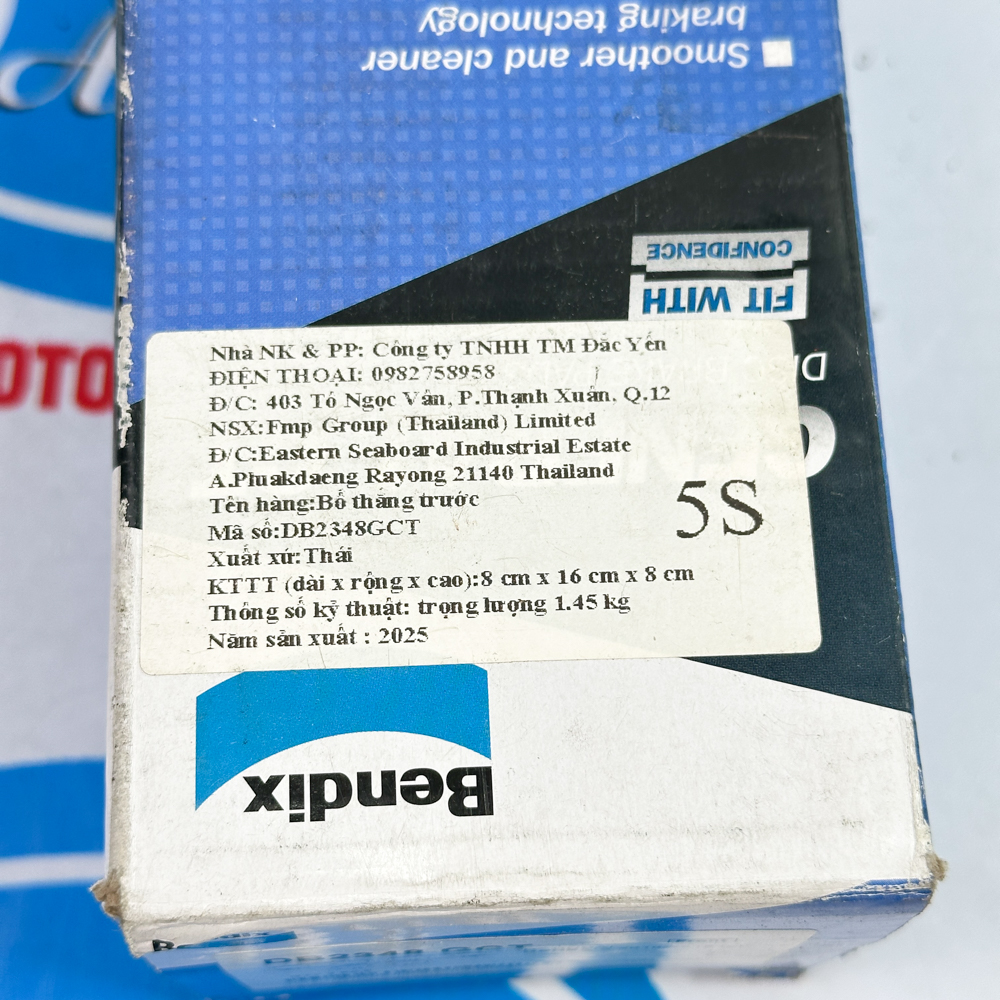 Smoother and cleaner
braking technology
CONFIDENCE
FIT WITH
OTO
Nhà NK & PP: Công ty TNHH TM Đắc Yến
ĐIỆN THOẠI: 0982758958
Đ/C: 403 Tô Ngọc Vân, P.Thạnh Xuân, Q.12
NSX:Fmp Group (Thailand) Limited
Đ/C:Eastern Seaboard Industrial Estate
A.Pluakdaeng Rayong 21140 Thailand
Tên hàng:Bố thắng trước
Mã số:DB2348GCT
Xuất xứ:Thái
KTTT (dài x rộng x cao):8 cm x 16 cm x 8 cm
Thông số kỹ thuật: trọng lượng 1.45 kg
Năm sản xuất : 2025
5S
Bendix
DB2348 GCT